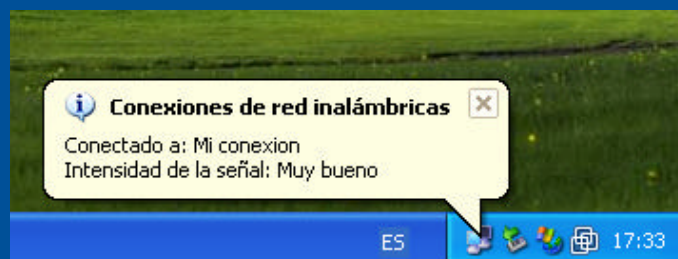 Conexiones de red inalámbricas
Conectado a: Mi conexion
Intensidad de la señal: Muy bueno
ES 17:33